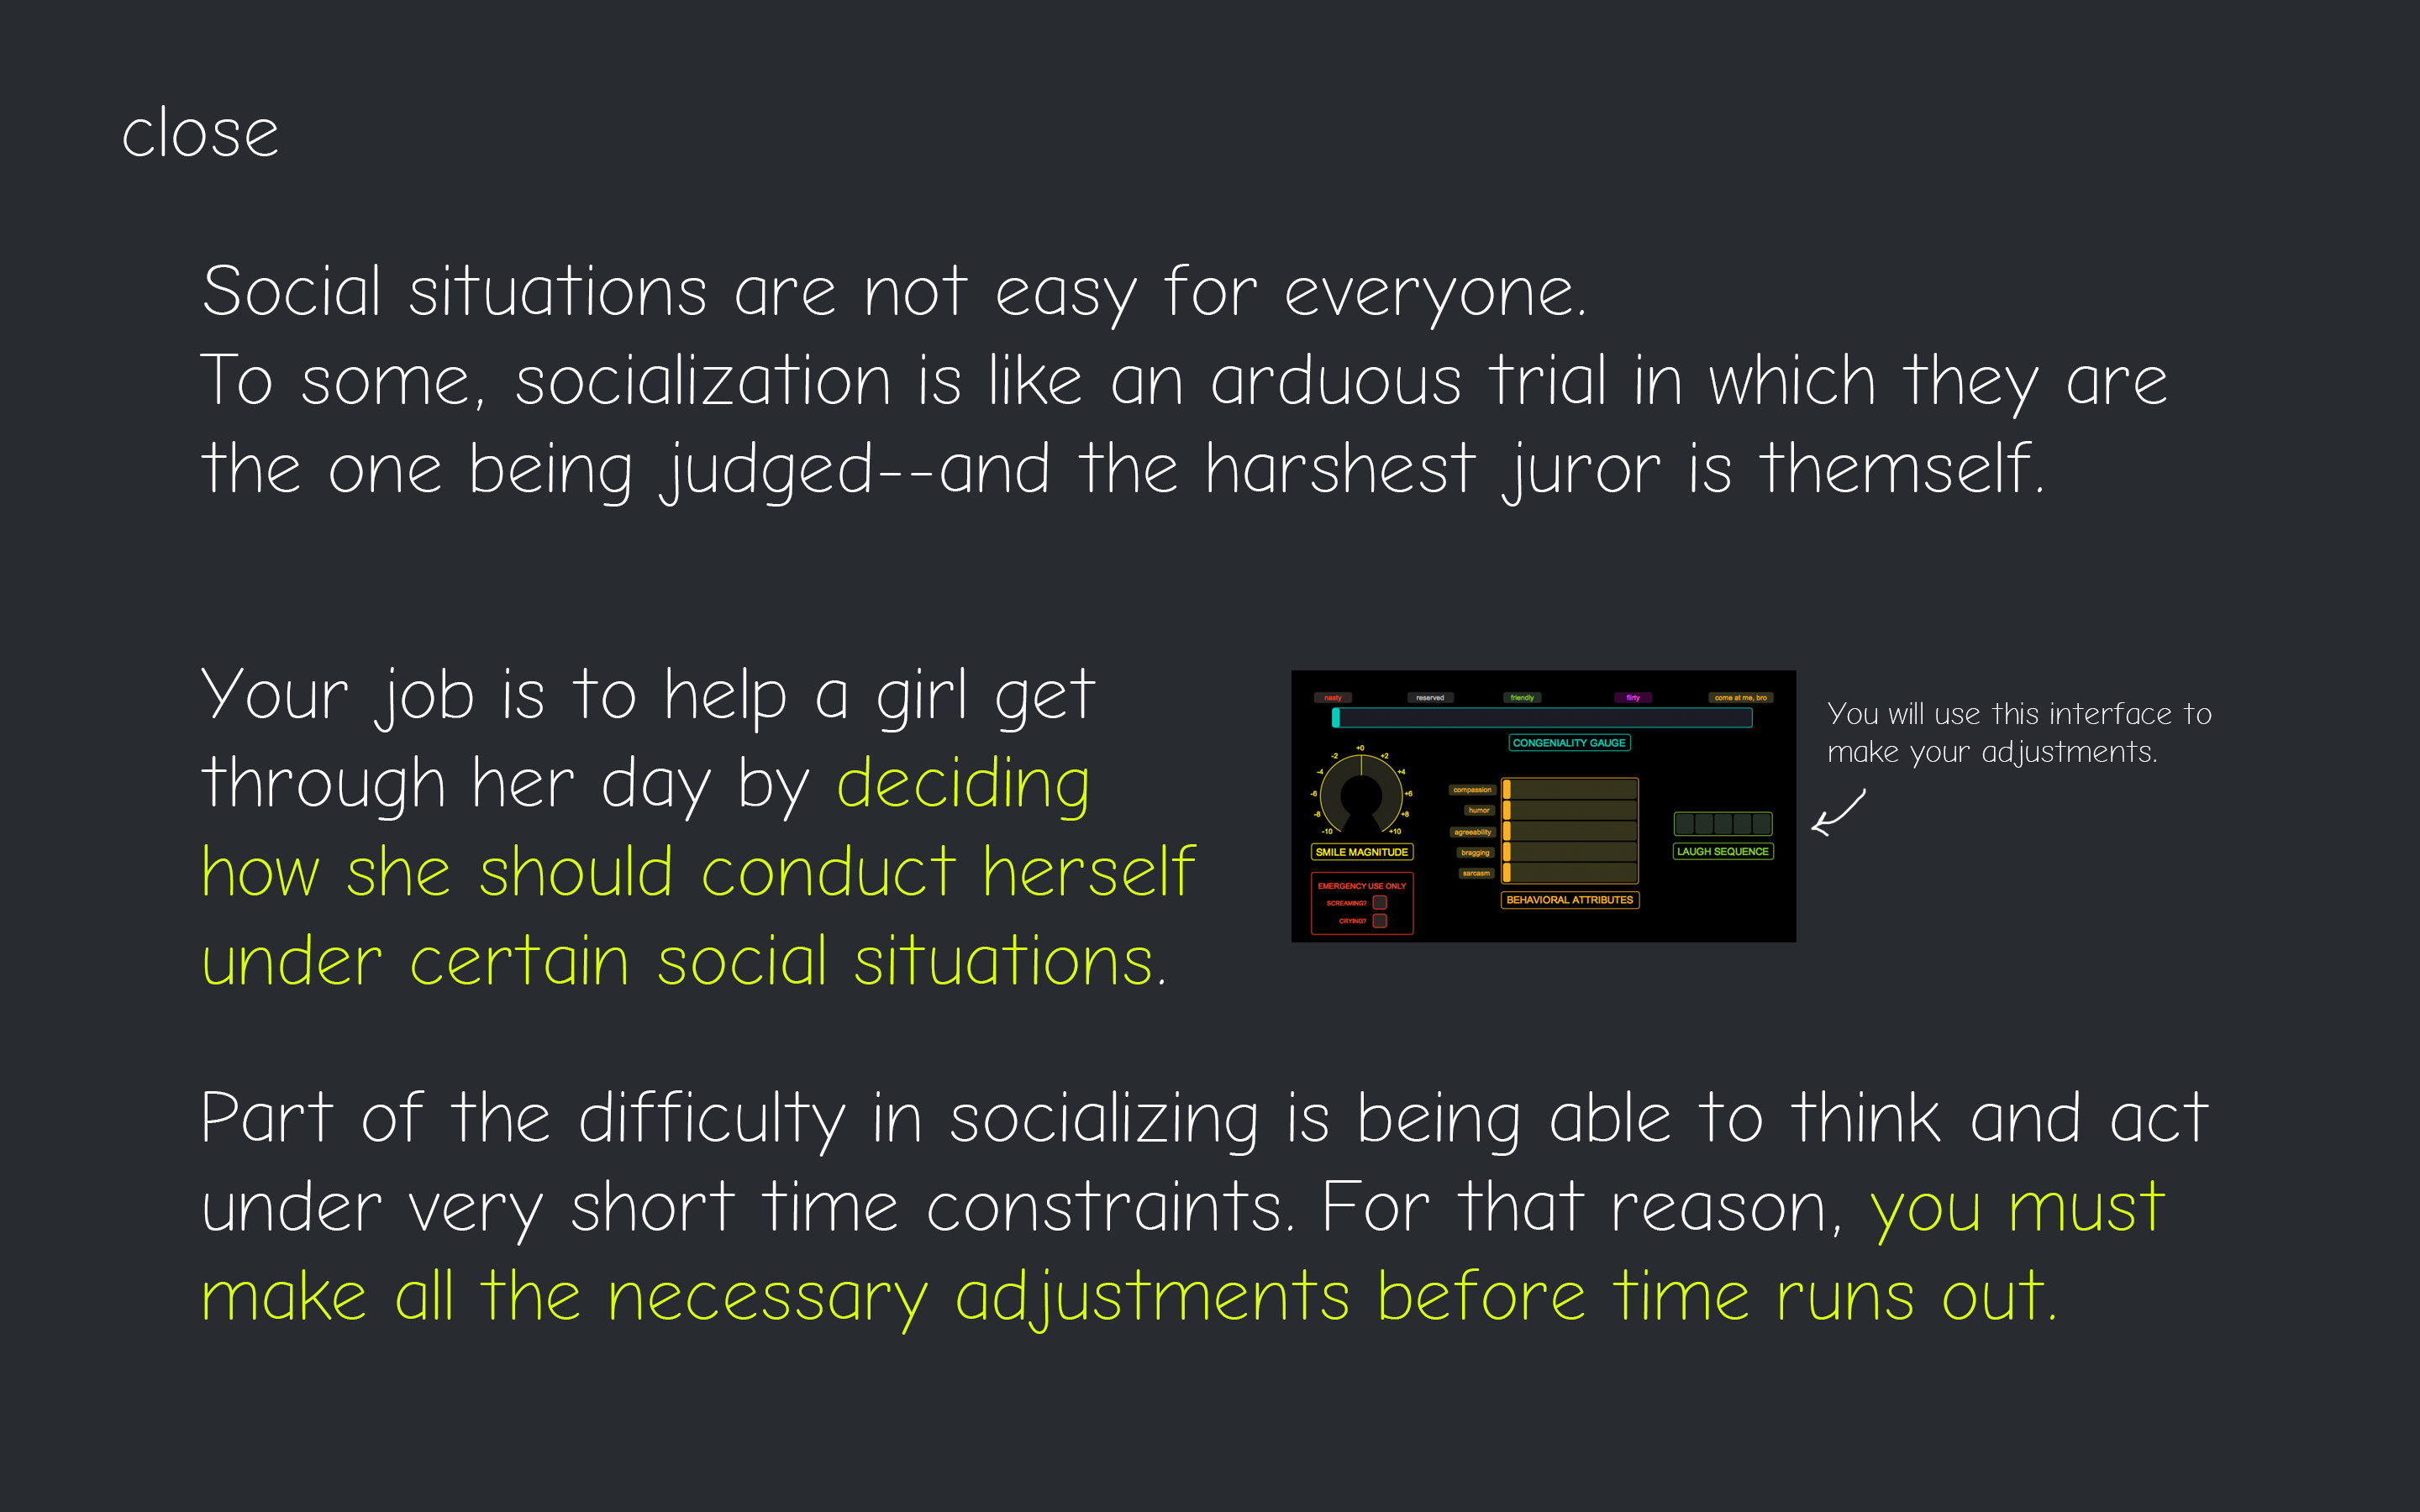 close
Social situations are not easy for everyone.
To some, socialization is like an arduous trial in which they are
the one being judged--and the harshest juror is themself.
Your job is to help a girl get
through her day by deciding
how she should conduct herself
under certain social situations.
nasty reserved friendly flirty come at me, bro
CONGENIALITY GAUGE
+0
-2 +2
-4 +4
-6 +6
-8 +8
-10 +10
SMILE MAGNITUDE
EMERGENCY USE ONLY
SCREAMING?
CRYING?
compassion
humor
agreeability
bragging
sarcasm
BEHAVIORAL ATTRIBUTES
LAUGH SEQUENCE
You will use this interface to
make your adjustments.
Part of the difficulty in socializing is being able to think and act
under very short time constraints. For that reason, you must
make all the necessary adjustments before time runs out.